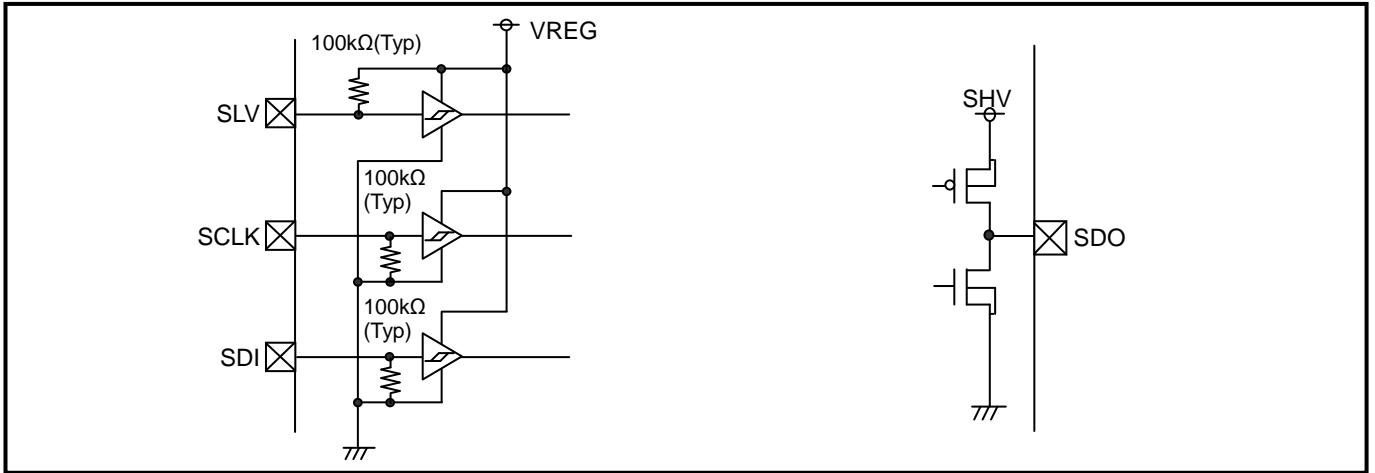 VREG
100kΩ(Typ)
SLV
100kΩ
(Typ)
SCLK
100kΩ
(Typ)
SDI
SHV
SDO